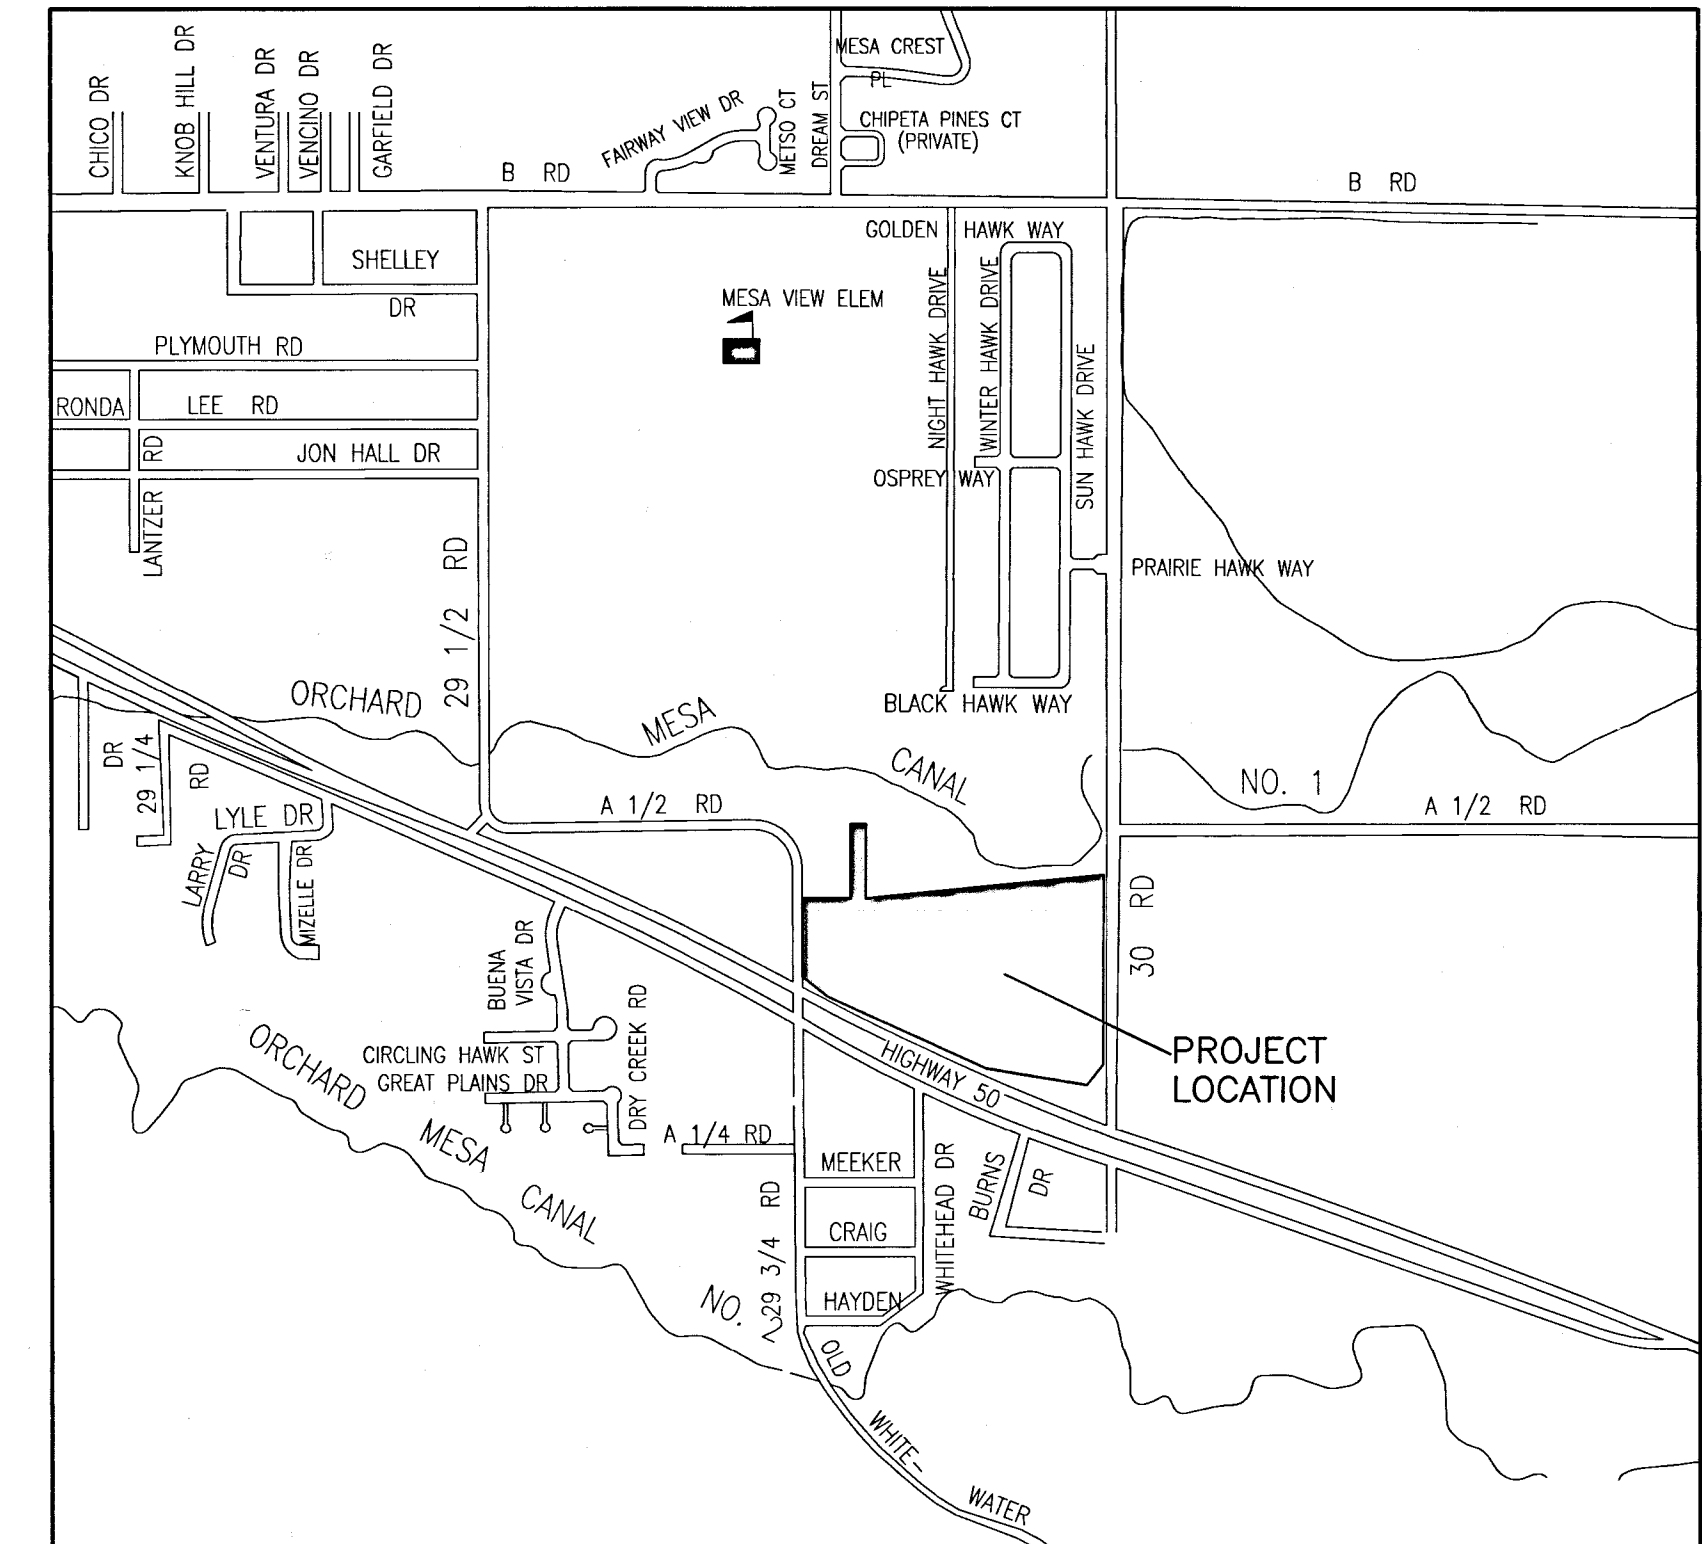 CHICO DR
KNOB HILL DR
VENTURA DR
VENCINO DR
GARFIELD DR
B RD
FAIRWAY VIEW DR
METSO CT
DREAM ST
MESA CREST
PL
CHIPETA PINES CT
(PRIVATE)
B RD
SHELLEY
DR
PLYMOUTH RD
RONDA
LEE RD
JON HALL DR
LANTZER
RD
29 1/2 RD
MESA VIEW ELEM
GOLDEN HAWK WAY
NIGHT HAWK DRIVE
WINTER HAWK DRIVE
SUN HAWK DRIVE
OSPREY WAY
PRAIRIE HAWK WAY
BLACK HAWK WAY
ORCHARD
MESA
CANAL
NO. 1
A 1/2 RD
A 1/2 RD
DR
29 1/4
RD
LYLE DR
LARRY
DR
MIZELLE DR
30 RD
BUENA
VISTA DR
CIRCLING HAWK ST
GREAT PLAINS DR
DRY CREEK RD
HIGHWAY 50
PROJECT
LOCATION
ORCHARD
MESA
CANAL
NO. 2
A 1/4 RD
29 3/4 RD
MEEKER
CRAIG
HAYDEN
WHITEHEAD DR
BURNS
DR
OLD
WHITE-
WATER